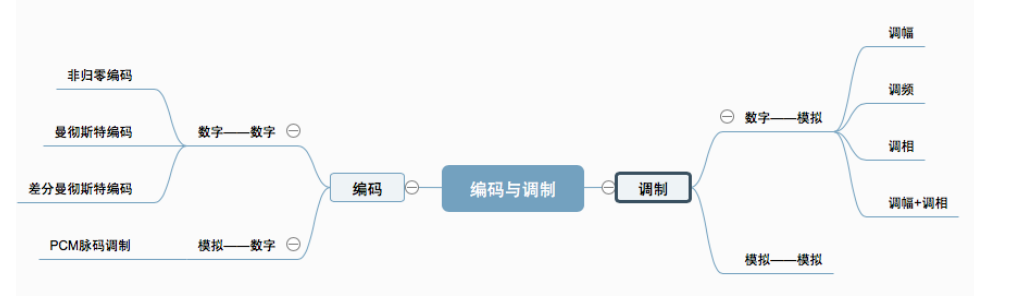 调幅
非归零编码
调频
数字——模拟
曼彻斯特编码
数字——数字
调相
差分曼彻斯特编码
编码
编码与调制
调制
调幅+调相
PCM脉码调制
模拟——数字
模拟——模拟